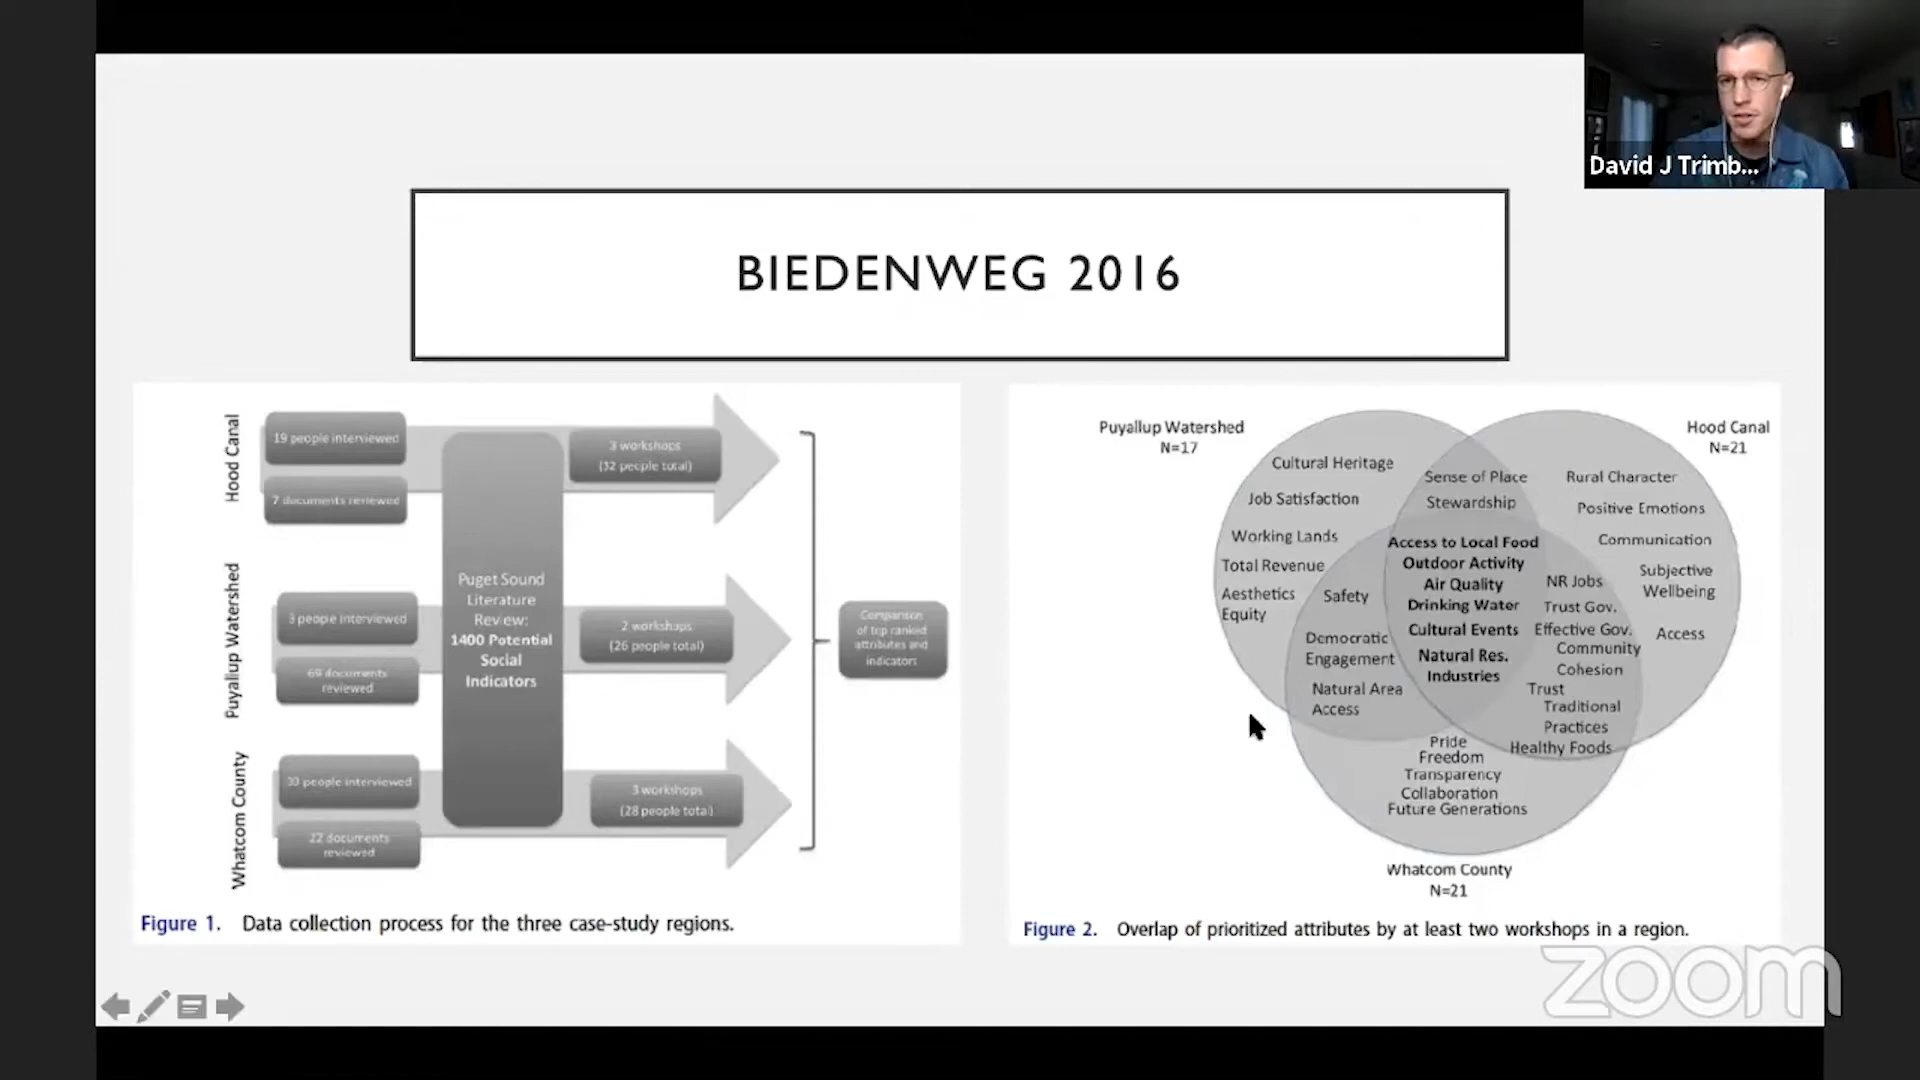 David J Trimb...
BIEDENWEG 2016
Hood Canal
19 people interviewed
7 documents reviewed
3 workshops
(32 people total)
Puyallup Watershed
3 people interviewed
69 documents
reviewed
2 workshops
(26 people total)
Whatcom County
30 people interviewed
22 documents
reviewed
3 workshops
(28 people total)
Puget Sound
Literature
Review:
1400 Potential
Social
Indicators
Comparison
of top ranked
attributes and
indicators
Figure 1. Data collection process for the three case-study regions.
Puyallup Watershed
N=17
Hood Canal
N=21
Cultural Heritage
Job Satisfaction
Working Lands
Total Revenue
Aesthetics
Equity
Sense of Place
Stewardship
Rural Character
Positive Emotions
Communication
Subjective
Wellbeing
Access
Access to Local Food
Outdoor Activity
Air Quality
Drinking Water
Cultural Events
Natural Res.
Industries
Safety
Democratic
Engagement
Natural Area
Access
NR Jobs
Trust Gov.
Effective Gov.
Community
Cohesion
Trust
Traditional
Practices
Healthy Foods
Pride
Freedom
Transparency
Collaboration
Future Generations
Whatcom County
N=21
Figure 2. Overlap of prioritized attributes by at least two workshops in a region.
zoom